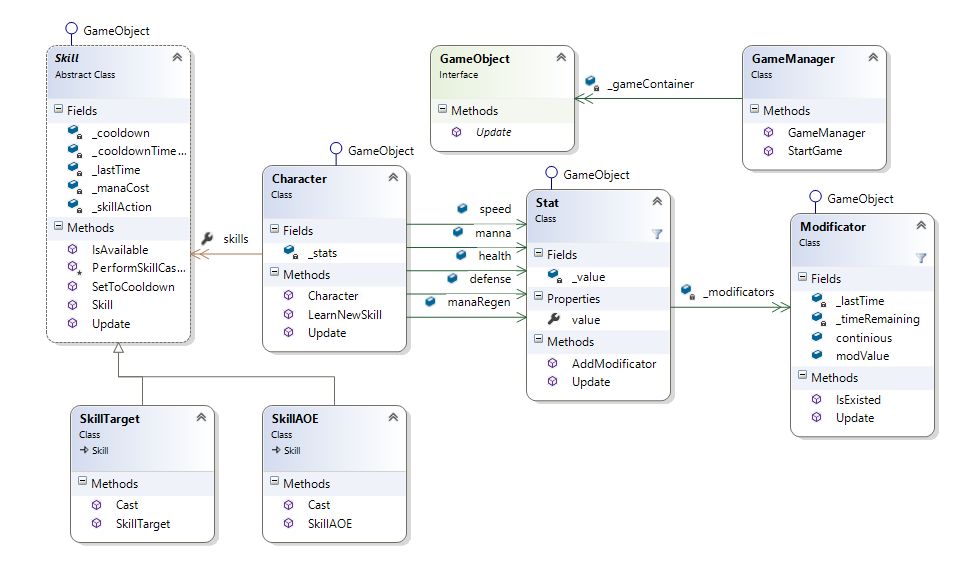 GameObject
Skill
Abstract Class
Fields
_cooldown
_cooldownTime...
_lastTime
_manaCost
_skillAction
Methods
IsAvailable
PerformSkillCas...
SetToCooldown
Skill
Update
skills
GameObject
Character
Class
Fields
_stats
Methods
Character
LearnNewSkill
Update
GameObject
Interface
Methods
Update
_gameContainer
GameManager
Class
Methods
GameManager
StartGame
speed
manna
health
defense
manaRegen
GameObject
Stat
Class
Fields
_value
Properties
value
Methods
AddModificator
Update
_modificators
GameObject
Modificator
Class
Fields
_lastTime
_timeRemaining
continious
modValue
Methods
IsExisted
Update
SkillTarget
Class
Skill
Methods
Cast
SkillTarget
SkillAOE
Class
Skill
Methods
Cast
SkillAOE